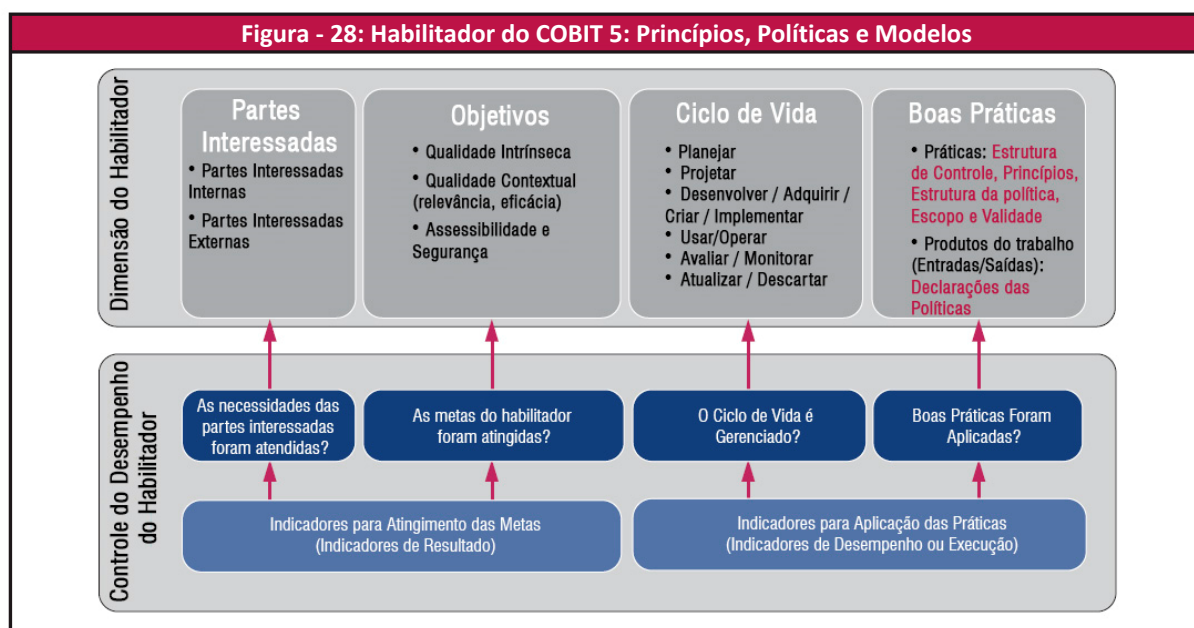 Figura - 28: Habilitador do COBIT 5: Princípios, Políticas e Modelos
Dimensão do Habilitador
Partes
Interessadas
• Partes Interessadas
Internas
• Partes Interessadas
Externas
Objetivos
• Qualidade Intrínseca
• Qualidade Contextual
(relevância, eficácia)
• Assessibilidade e
Segurança
Ciclo de Vida
• Planejar
• Projetar
• Desenvolver / Adquirir /
Criar / Implementar
• Usar/Operar
• Avaliar / Monitorar
• Atualizar / Descartar
Boas Práticas
• Práticas: Estrutura
de Controle, Princípios,
Estrutura da política,
Escopo e Validade
• Produtos do trabalho
(Entradas/Saídas):
Declarações das
Políticas
Controle do Desempenho
do Habilitador
As necessidades das
partes interessadas
foram atendidas?
As metas do habilitador
foram atingidas?
O Ciclo de Vida é
Gerenciado?
Boas Práticas Foram
Aplicadas?
Indicadores para Atingimento das Metas
(Indicadores de Resultado)
Indicadores para Aplicação das Práticas
(Indicadores de Desempenho ou Execução)